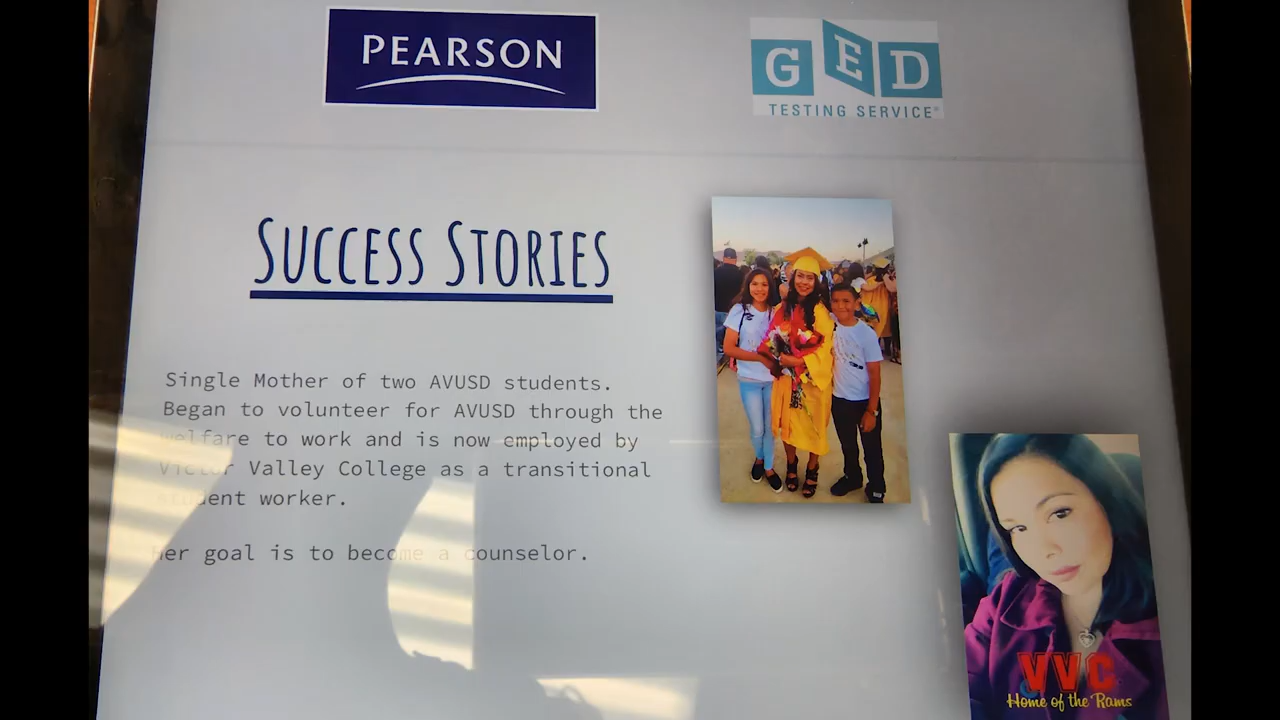 PEARSON
GED
TESTING SERVICE®
SUCCESS STORIES
Single Mother of two AVUSD students.
Began to volunteer for AVUSD through the
welfare to work and is now employed by
Victor Valley College as a transitional
student worker.
Her goal is to become a counselor.
VVC
Home of the Rams